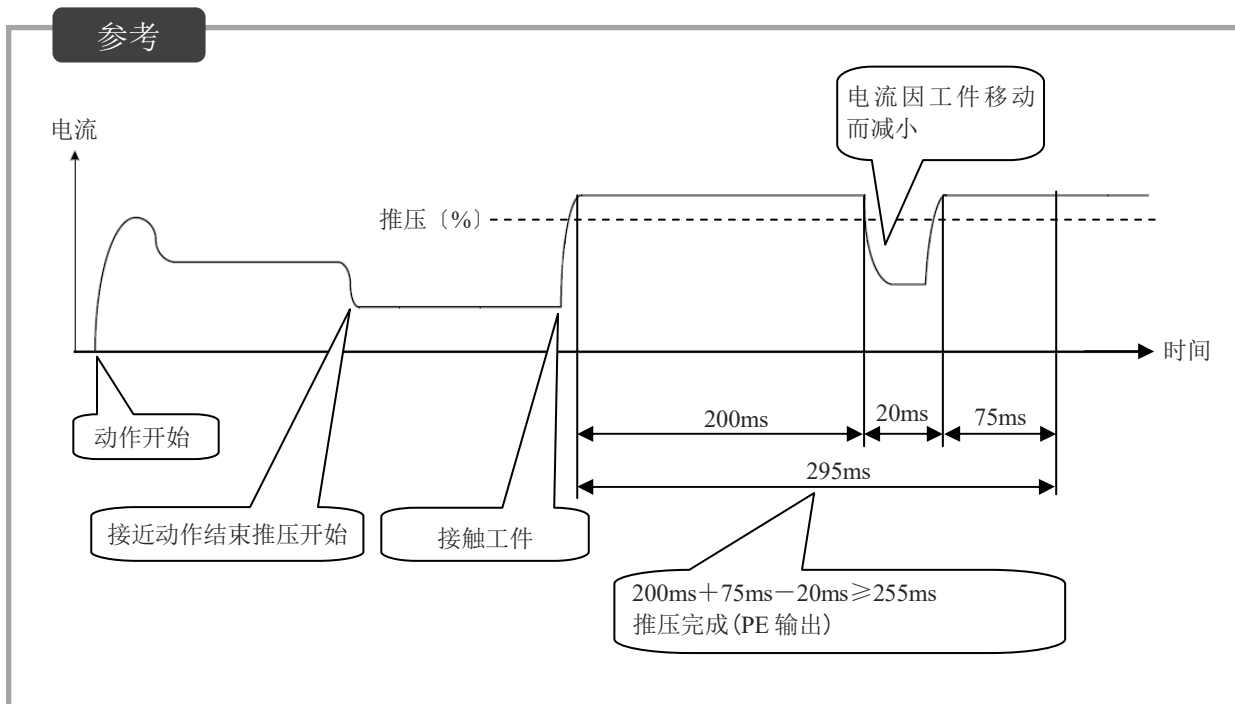 参考
电流因工件移动
而减小
电流
推压〔%〕
时间
动作开始
200ms
20ms
75ms
295ms
接近动作结束推压开始
接触工件
200ms＋75ms－20ms≥255ms
推压完成(PE 输出)